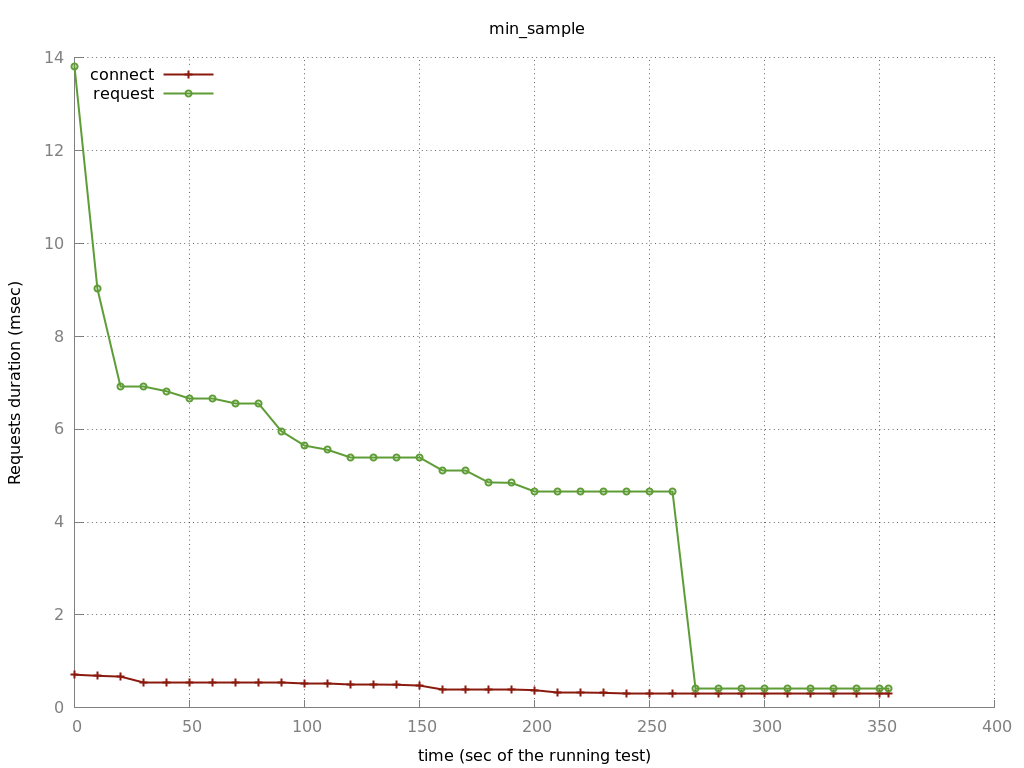 min_sample
connect
request
Requests duration (msec)
14
12
10
8
6
4
2
0
0 50 100 150 200 250 300 350 400
time (sec of the running test)